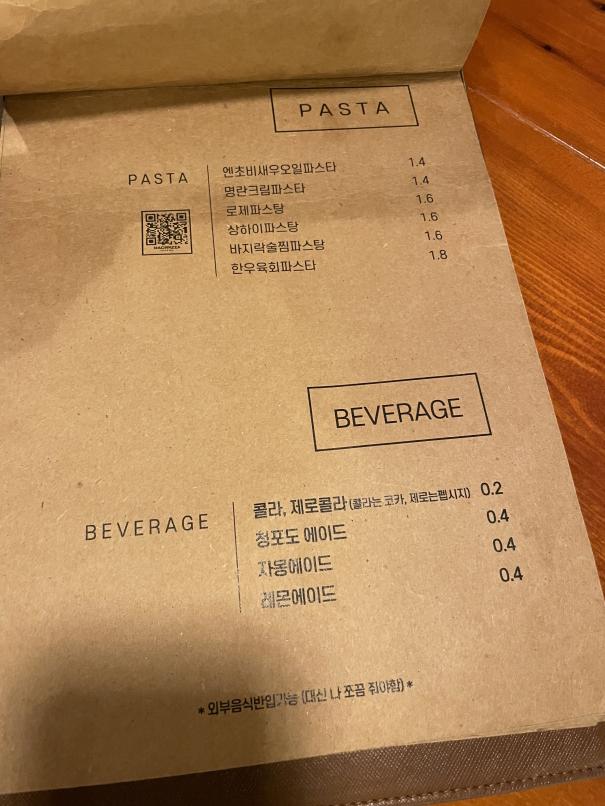 PASTA
PASTA
엔초비새우오일파스타 1.4
명란크림파스타 1.4
로제파스탕 1.6
상하이파스탕 1.6
바지락술찜파스탕 1.6
한우육회파스타 1.8
BEVERAGE
BEVERAGE
콜라, 제로콜라 (콜라는 코카, 제로는펩시지) 0.2
청포도 에이드 0.4
자몽에이드 0.4
레몬에이드 0.4
* 외부음식반입가능 (대신 나 쪼끔 줘야함) *